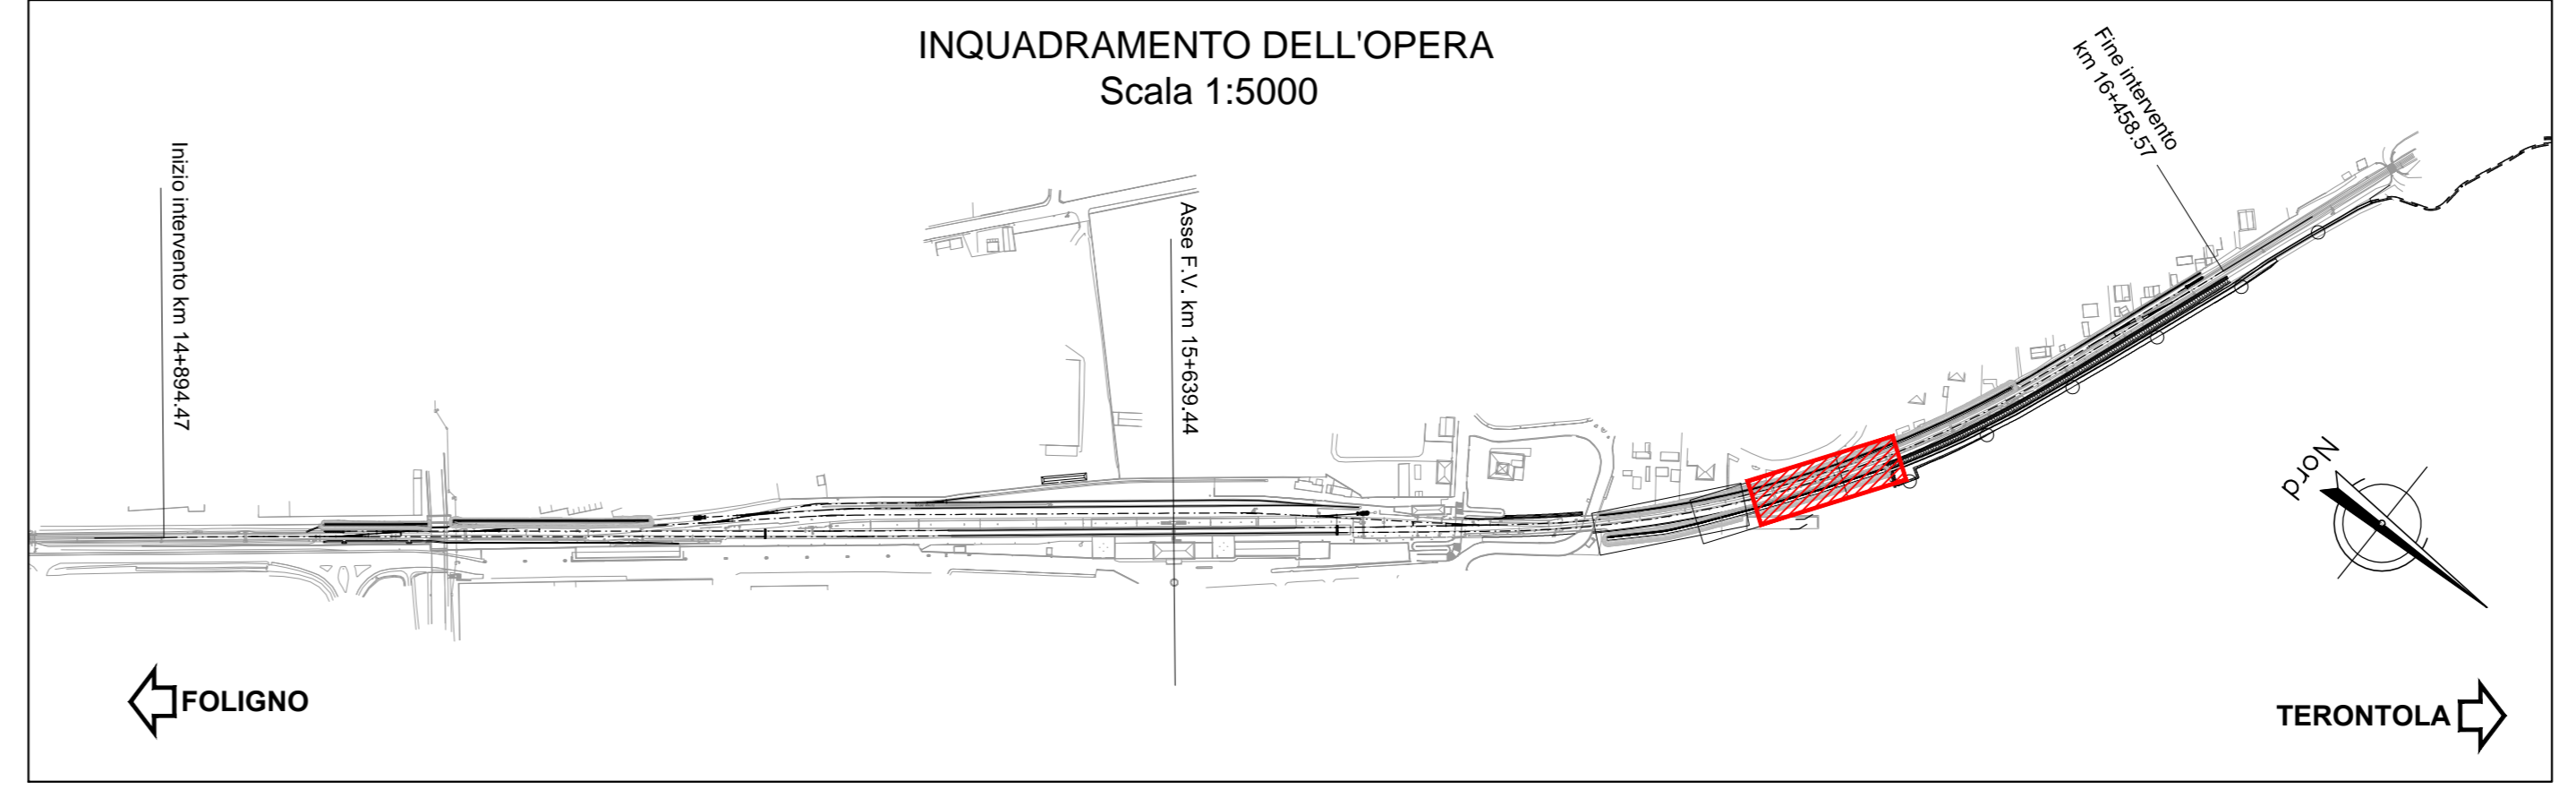 INQUADRAMENTO DELL'OPERA
Scala 1:5000
Inizio intervento km 14+894.47
Asse F.V. km 15+639.44
Fine intervento
km 16+458.57
Nord
FOLIGNO
TERONTOLA